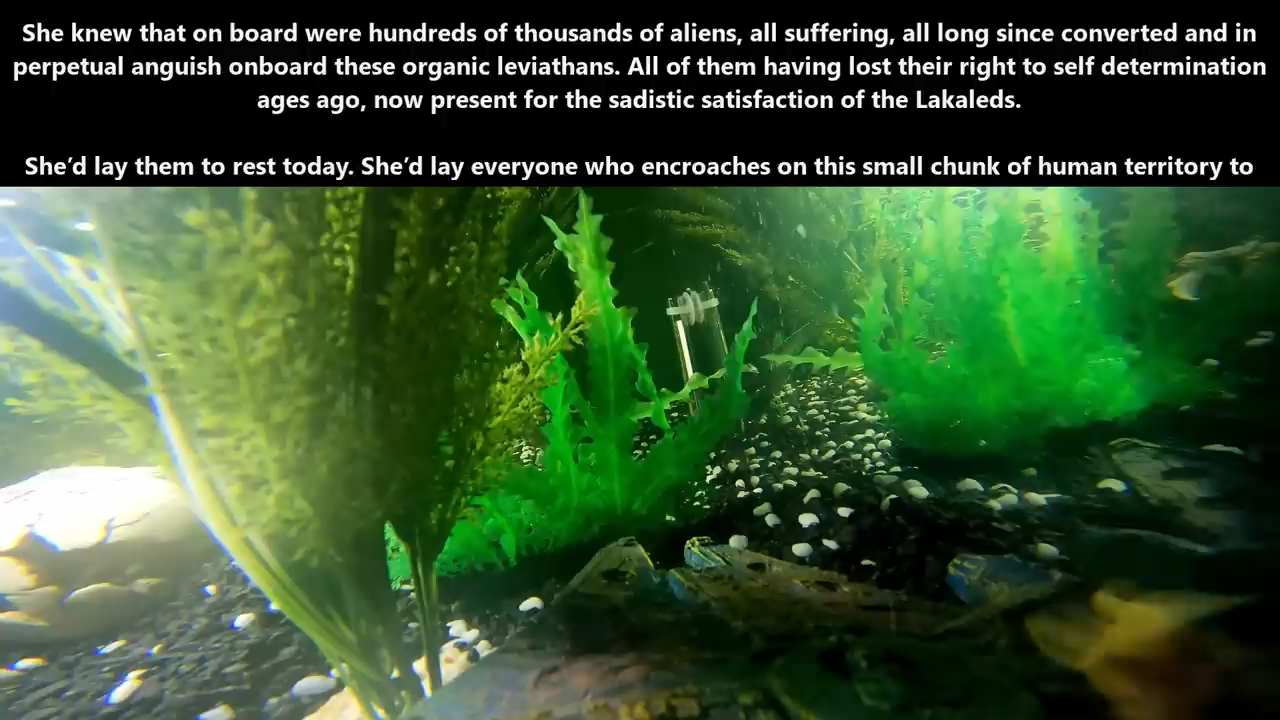 She knew that on board were hundreds of thousands of aliens, all suffering, all long since converted and in
perpetual anguish onboard these organic leviathans. All of them having lost their right to self determination
ages ago, now present for the sadistic satisfaction of the Lakaleds.
She’d lay them to rest today. She’d lay everyone who encroaches on this small chunk of human territory to